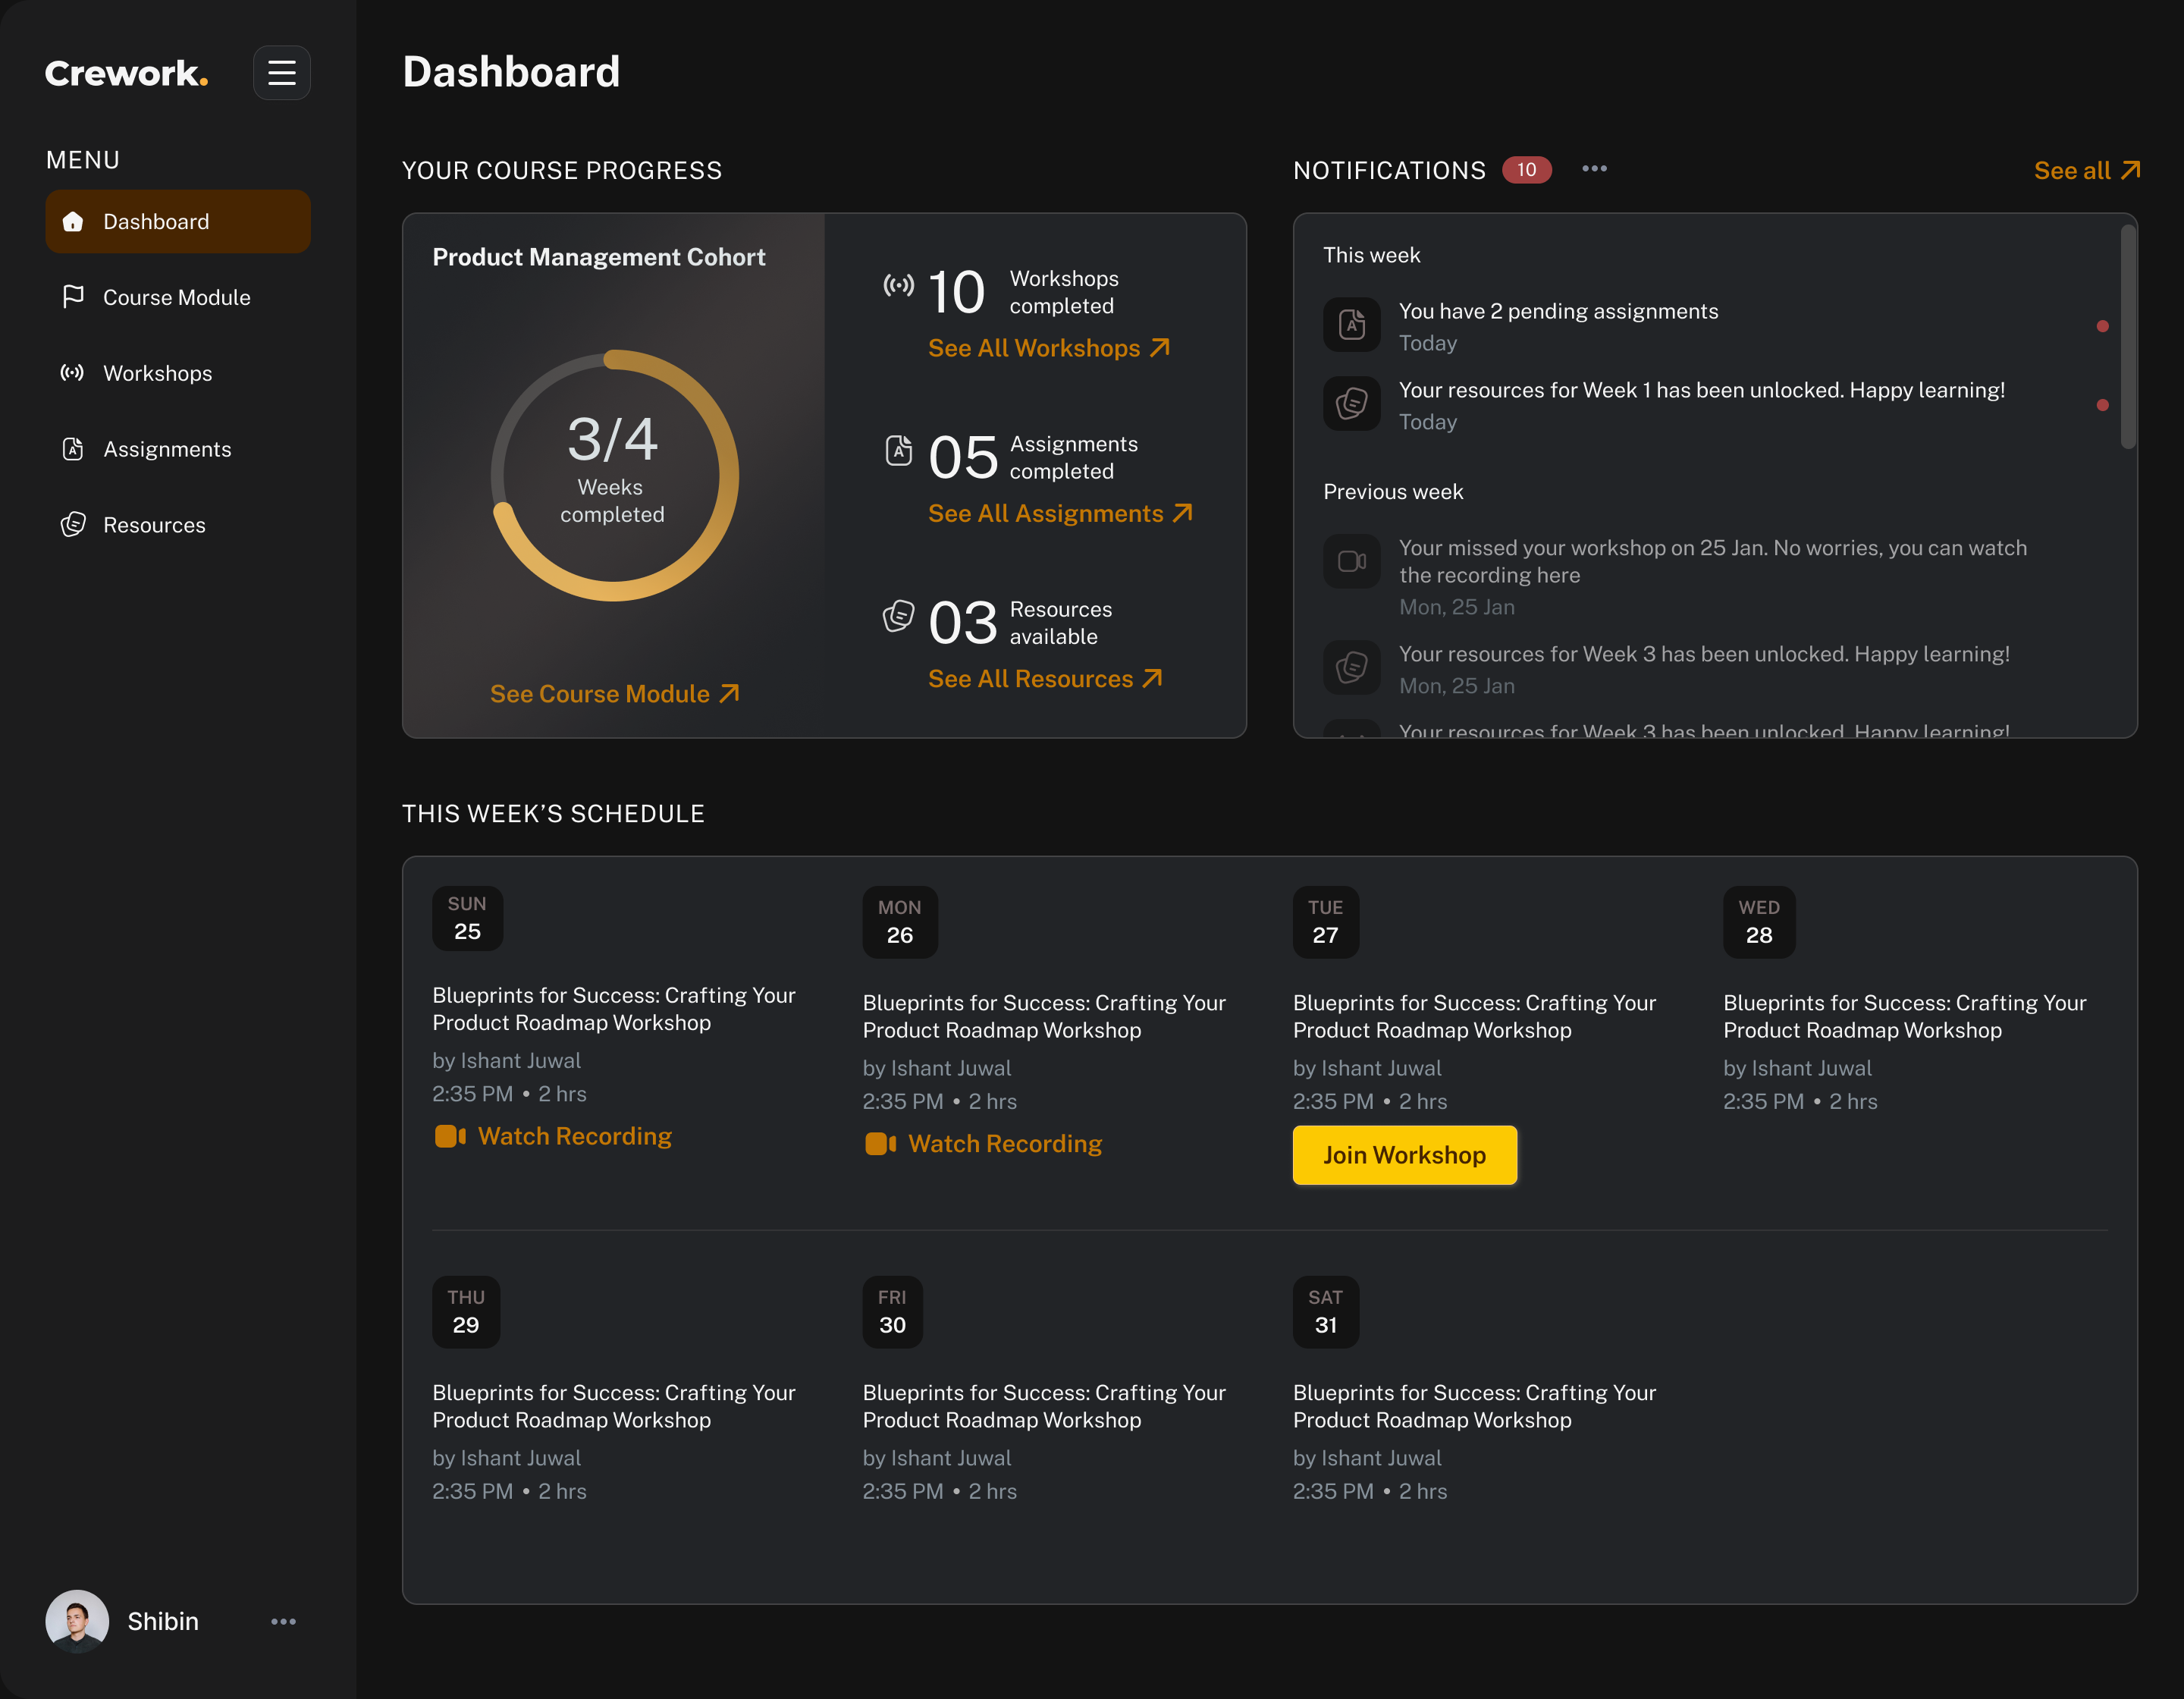 Crework.
MENU
Dashboard
Course Module
Workshops
Assignments
Resources
Shibin
Dashboard
YOUR COURSE PROGRESS
Product Management Cohort
3/4
Weeks
completed
See Course Module
10
Workshops
completed
See All Workshops
05
Assignments
completed
See All Assignments
03
Resources
available
See All Resources
NOTIFICATIONS 10
See all
This week
You have 2 pending assignments
Today
Your resources for Week 1 has been unlocked. Happy learning!
Today
Previous week
Your missed your workshop on 25 Jan. No worries, you can watch
the recording here
Mon, 25 Jan
Your resources for Week 3 has been unlocked. Happy learning!
Mon, 25 Jan
Your resources for Week 3 has been unlocked. Happy learning!
THIS WEEK’S SCHEDULE
SUN
25
Blueprints for Success: Crafting Your
Product Roadmap Workshop
by Ishant Juwal
2:35 PM • 2 hrs
Watch Recording
MON
26
Blueprints for Success: Crafting Your
Product Roadmap Workshop
by Ishant Juwal
2:35 PM • 2 hrs
Watch Recording
TUE
27
Blueprints for Success: Crafting Your
Product Roadmap Workshop
by Ishant Juwal
2:35 PM • 2 hrs
Join Workshop
WED
28
Blueprints for Success: Crafting Your
Product Roadmap Workshop
by Ishant Juwal
2:35 PM • 2 hrs
THU
29
Blueprints for Success: Crafting Your
Product Roadmap Workshop
by Ishant Juwal
2:35 PM • 2 hrs
FRI
30
Blueprints for Success: Crafting Your
Product Roadmap Workshop
by Ishant Juwal
2:35 PM • 2 hrs
SAT
31
Blueprints for Success: Crafting Your
Product Roadmap Workshop
by Ishant Juwal
2:35 PM • 2 hrs